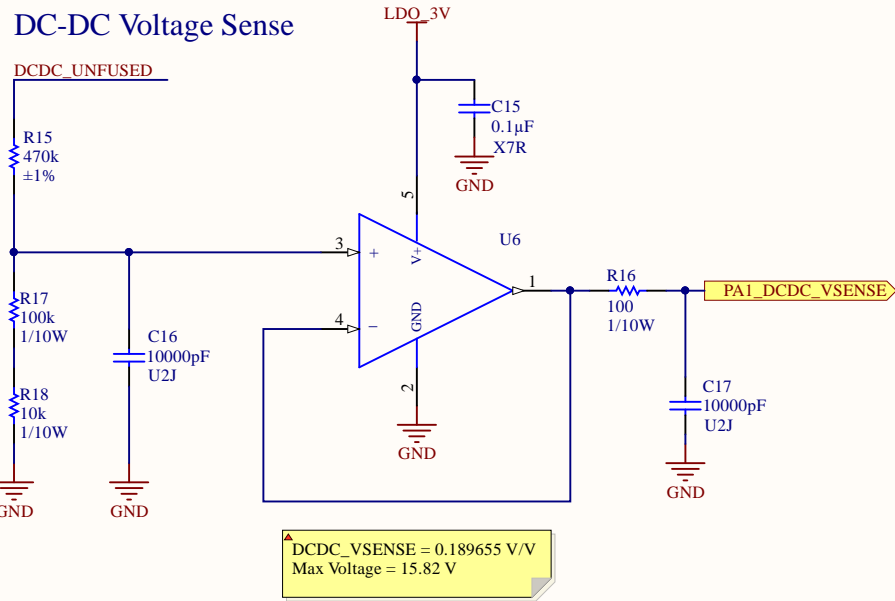 DC-DC Voltage Sense
LDO_3V
DCDC_UNFUSED
C15
0.1µF
X7R
GND
R15
470k
±1%
5
U6
3
+
V+
1
R16
100
1/10W
PA1_DCDC_VSENSE
R17
100k
1/10W
C16
10000pF
U2J
4
−
GND
2
GND
R18
10k
1/10W
C17
10000pF
U2J
GND
GND
GND
DCDC_VSENSE = 0.189655 V/V
Max Voltage = 15.82 V